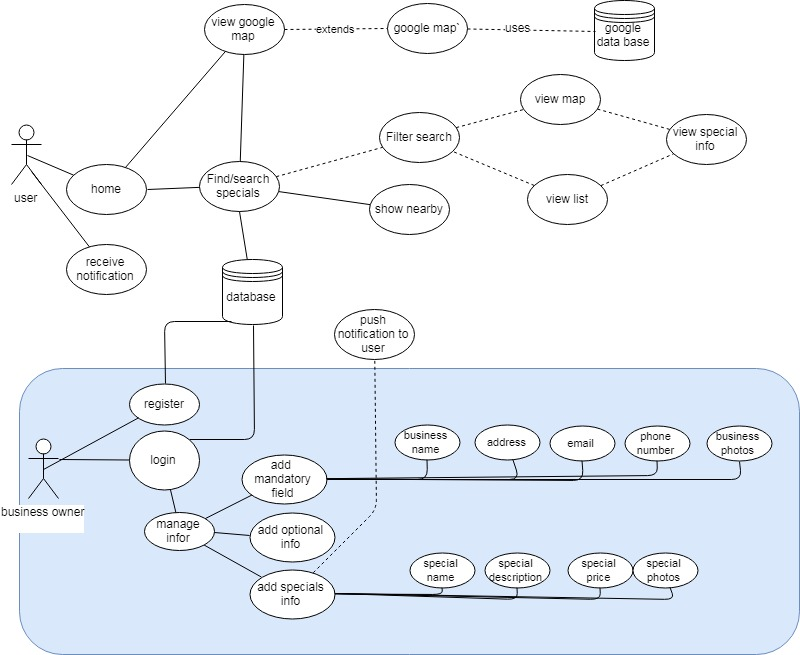 view google
map
extends
google map`
uses
google
data base
view map
Filter search
view special
info
user
home
Find/search
specials
view list
show nearby
receive
notification
database
push
notification to
user
register
business
name
address
email
phone
number
business
photos
login
add
mandatory
field
business owner
manage
infor
add optional
info
special
name
special
description
special
price
special
photos
add specials
info